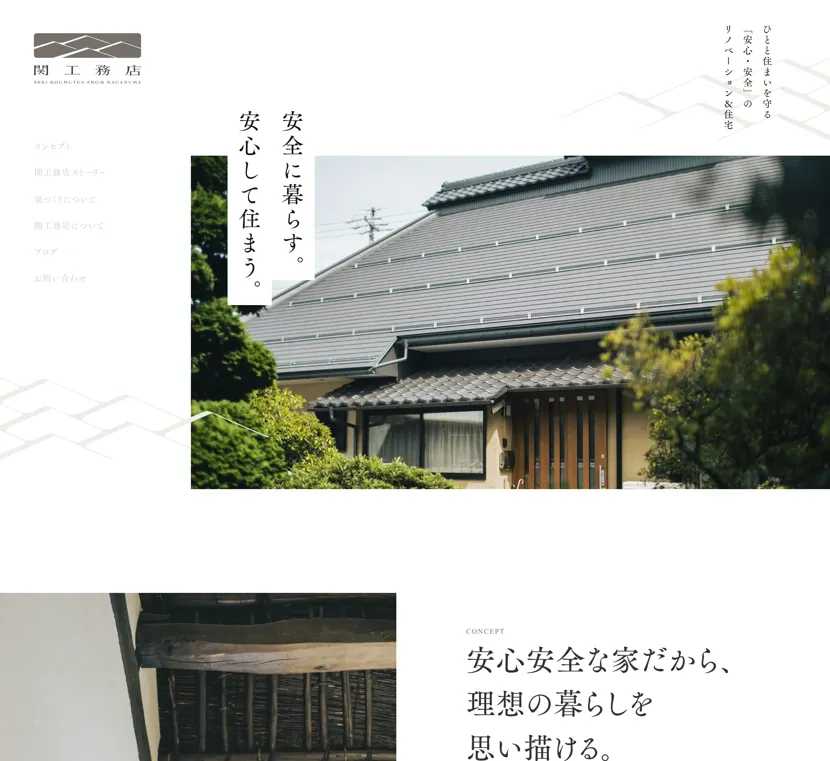 関工務店
SEKI KOUMUTEN FROM NAGANUMA
ひとと住まいを守る
『安心・安全』の
リノベーション&住宅
安全に暮らす。
安心して住まう。
コンセプト
関工務店ストーリー
家づくりについて
関工務店について
ブログ
お問い合わせ
CONCEPT
安心安全な家だから、
理想の暮らしを
思い描ける。